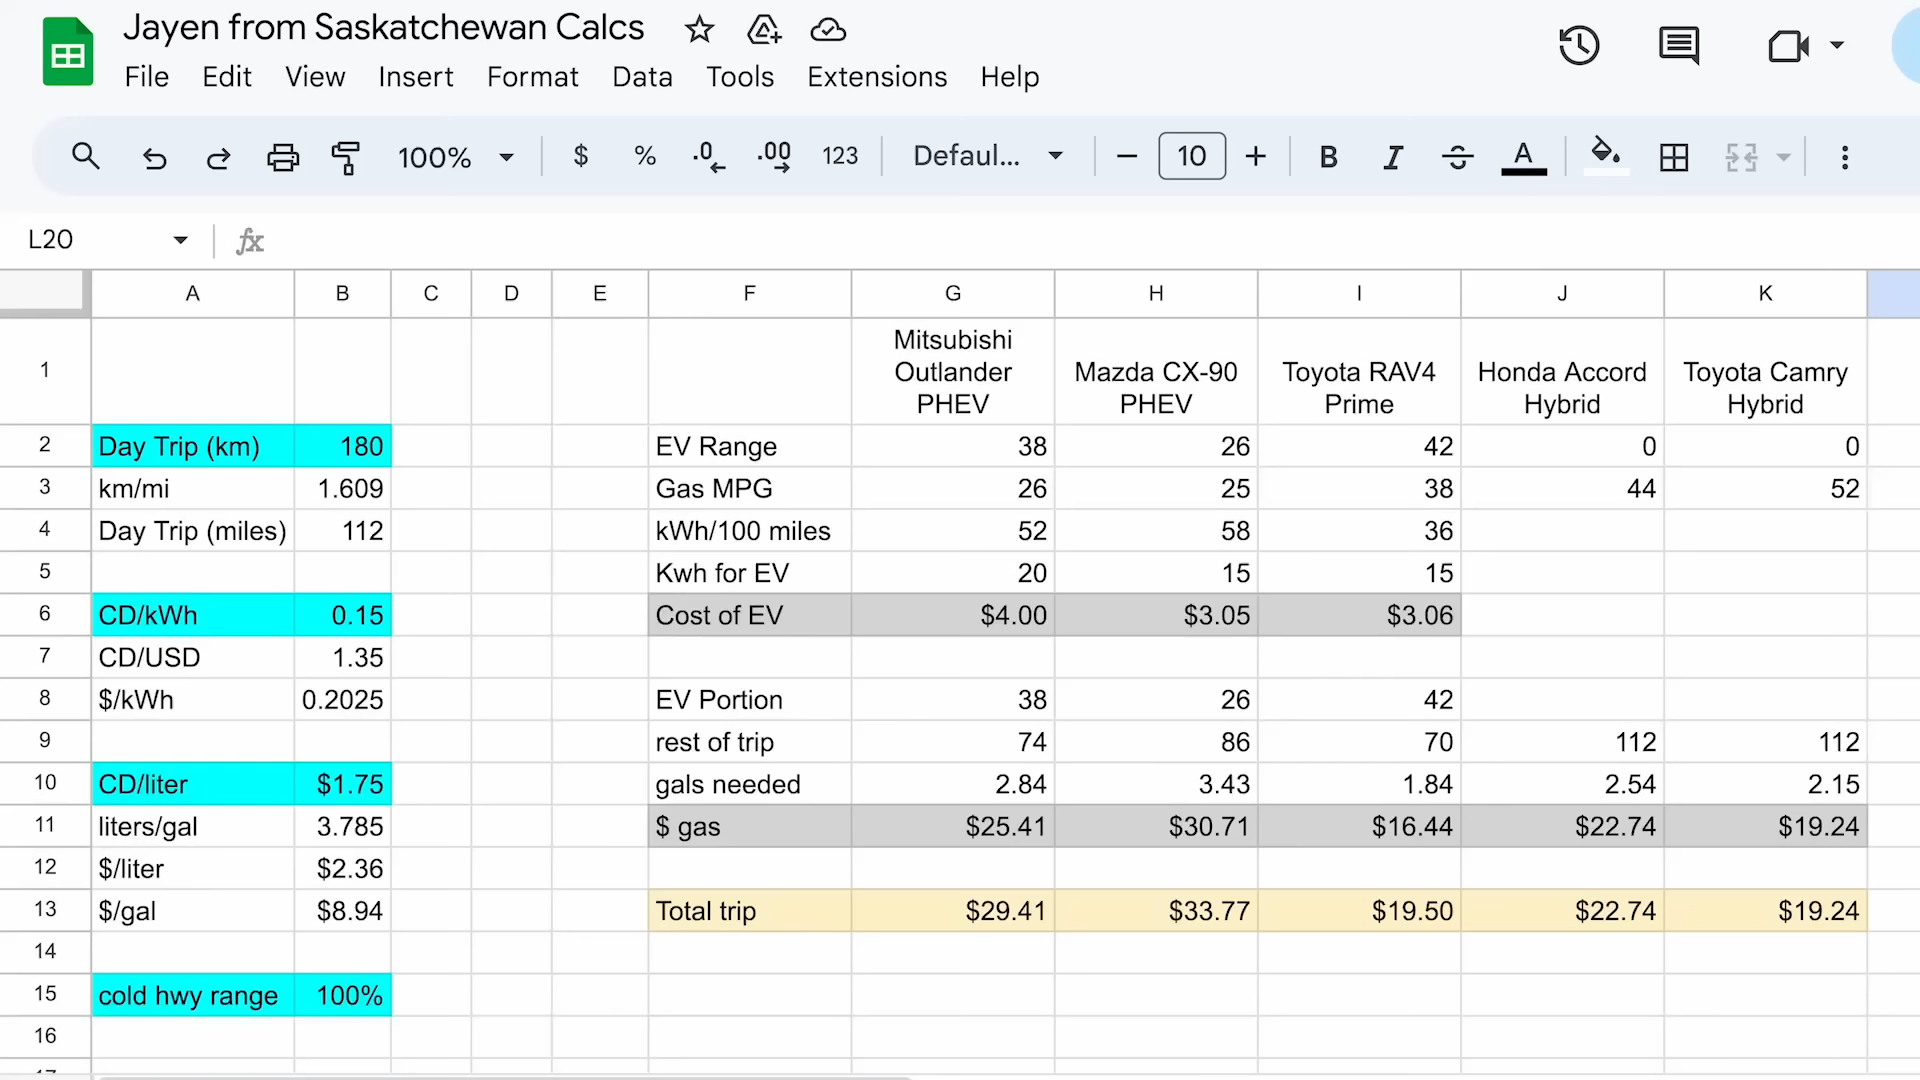 Jayen from Saskatchewan Calcs
File Edit View Insert Format Data Tools Extensions Help
100% $ % .0 .00 123 Defaul... 10 B I S A
L20 fx
A B C D E F G H I J K
1 Mitsubishi Outlander PHEV Mazda CX-90 PHEV Toyota RAV4 Prime Honda Accord Hybrid Toyota Camry Hybrid
2 Day Trip (km) 180 EV Range 38 26 42 0 0
3 km/mi 1.609 Gas MPG 26 25 38 44 52
4 Day Trip (miles) 112 kWh/100 miles 52 58 36
5 Kwh for EV 20 15 15
6 CD/kWh 0.15 Cost of EV $4.00 $3.05 $3.06
7 CD/USD 1.35
8 $/kWh 0.2025 EV Portion 38 26 42
9 rest of trip 74 86 70 112 112
10 CD/liter $1.75 gals needed 2.84 3.43 1.84 2.54 2.15
11 liters/gal 3.785 $ gas $25.41 $30.71 $16.44 $22.74 $19.24
12 $/liter $2.36
13 $/gal $8.94 Total trip $29.41 $33.77 $19.50 $22.74 $19.24
14
15 cold hwy range 100%
16